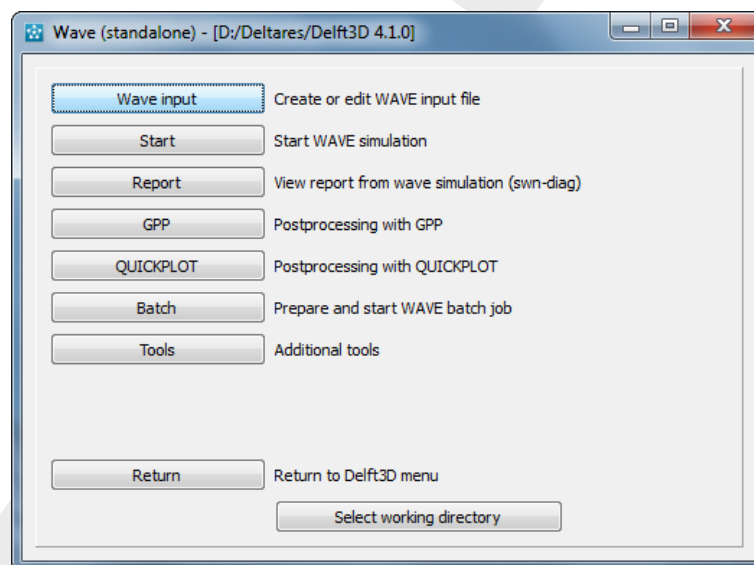 Wave (standalone) - [D:/Deltares/Delft3D 4.1.0]
Wave input Create or edit WAVE input file
Start Start WAVE simulation
Report View report from wave simulation (swn-diag)
GPP Postprocessing with GPP
QUICKPLOT Postprocessing with QUICKPLOT
Batch Prepare and start WAVE batch job
Tools Additional tools
Return Return to Delft3D menu
Select working directory